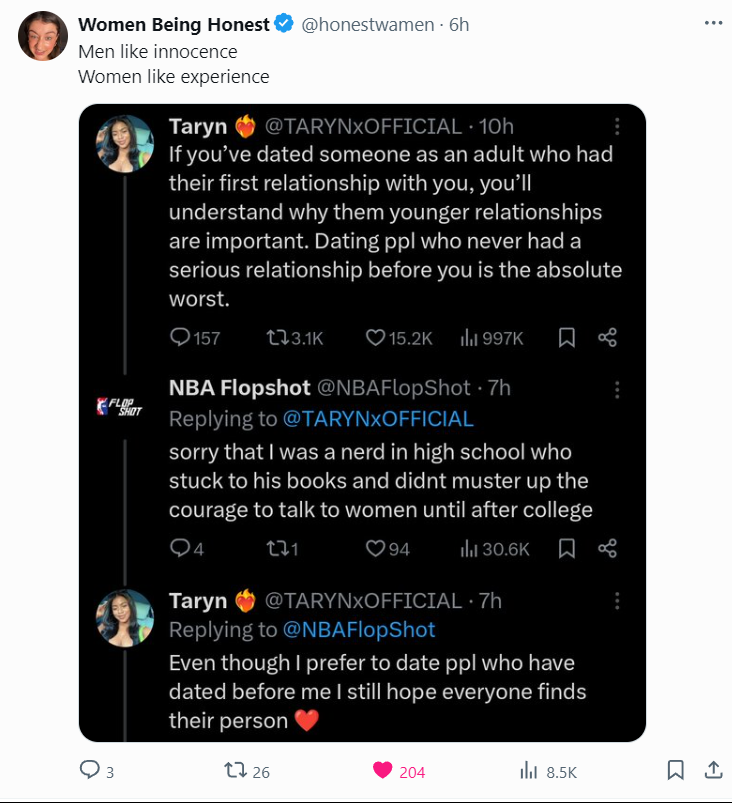 Women Being Honest @honestwamen · 6h
Men like innocence
Women like experience
Taryn ❤️‍🔥 @TARYNxOFFICIAL · 10h
If you’ve dated someone as an adult who had
their first relationship with you, you’ll
understand why them younger relationships
are important. Dating ppl who never had a
serious relationship before you is the absolute
worst.
157 3.1K 15.2K 997K
NBA Flopshot @NBAFlopShot · 7h
FLOP
SHOT
Replying to @TARYNxOFFICIAL
sorry that I was a nerd in high school who
stuck to his books and didnt muster up the
courage to talk to women until after college
4 1 94 30.6K
Taryn ❤️‍🔥 @TARYNxOFFICIAL · 7h
Replying to @NBAFlopShot
Even though I prefer to date ppl who have
dated before me I still hope everyone finds
their person ❤️
3 26 204 8.5K